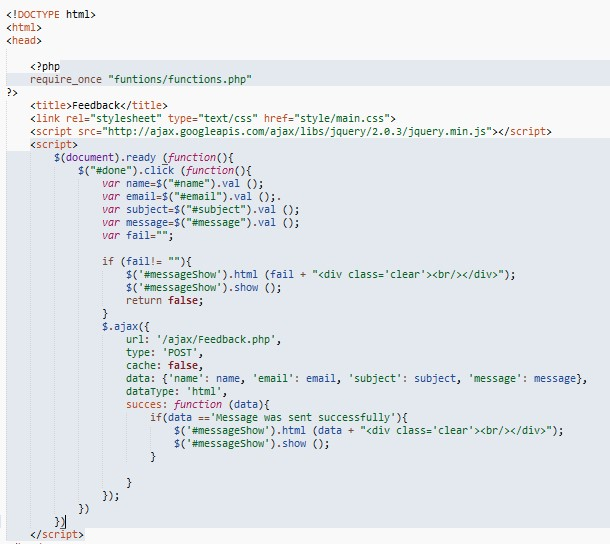 <!DOCTYPE html>
<html>
<head>
<?php
require_once "funtions/functions.php"
?>
<title>Feedback</title>
<link rel="stylesheet" type="text/css" href="style/main.css">
<script src="http://ajax.googleapis.com/ajax/libs/jquery/2.0.3/jquery.min.js"></script>
<script>
$(document).ready (function(){
$("#done").click (function(){
var name=$("#name").val ();
var email=$("#email").val ();.
var subject=$("#subject").val ();
var message=$("#message").val ();
var fail="";
if (fail!= ""){
$('#messageShow').html (fail + "<div class='clear'><br/></div>");
$('#messageShow').show ();
return false;
}
$.ajax({
url: '/ajax/Feedback.php',
type: 'POST',
cache: false,
data: {'name': name, 'email': email, 'subject': subject, 'message': message},
dataType: 'html',
succes: function (data){
if(data =='Message was sent successfully'){
$('#messageShow').html (data + "<div class='clear'><br/></div>");
$('#messageShow').show ();
}
}
});
})
})
</script>